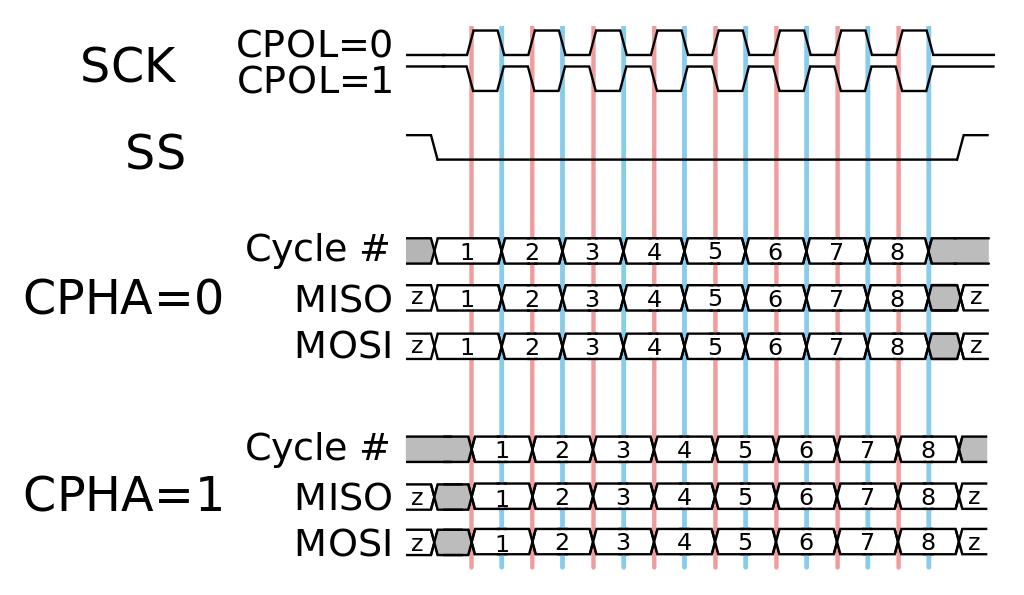 SCK CPOL=0
CPOL=1
SS
Cycle # 1 2 3 4 5 6 7 8
CPHA=0
MISO z 1 2 3 4 5 6 7 8 z
MOSI z 1 2 3 4 5 6 7 8 z
Cycle # 1 2 3 4 5 6 7 8
CPHA=1
MISO z 1 2 3 4 5 6 7 8 z
MOSI z 1 2 3 4 5 6 7 8 z